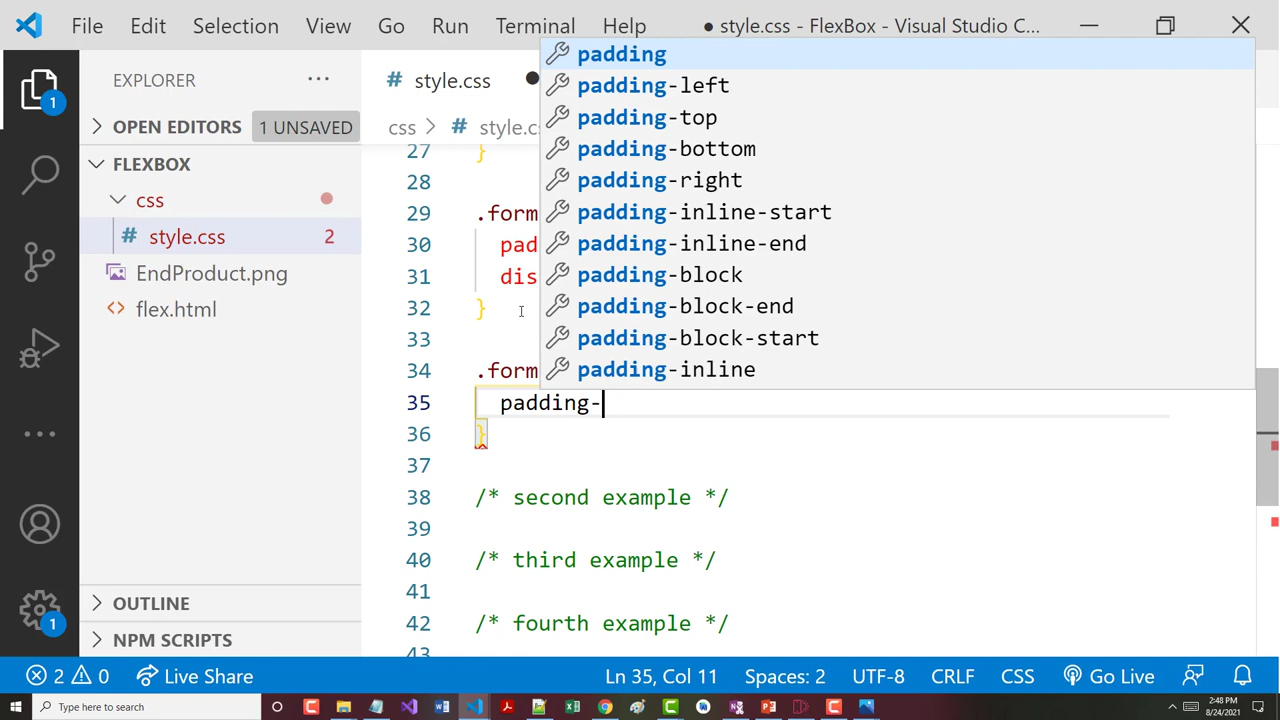 File Edit Selection View Go Run Terminal Help ● style.css - FlexBox - Visual Studio C...
EXPLORER ...
1
OPEN EDITORS 1 UNSAVED
FLEXBOX
css
# style.css 2
EndProduct.png
<> flex.html
OUTLINE
NPM SCRIPTS
1
# style.css ●
css > # style.cs
padding
padding-left
padding-top
padding-bottom
padding-right
padding-inline-start
padding-inline-end
padding-block
padding-block-end
padding-block-start
padding-inline
27 }
28
29 .form
30 pad
31 dis
32 }
33
34 .form
35 padding-
36 }
37
38 /* second example */
39
40 /* third example */
41
42 /* fourth example */
43
2 0 Live Share Ln 35, Col 11 Spaces: 2 UTF-8 CRLF CSS Go Live
Type here to search 2:48 PM
8/24/2021